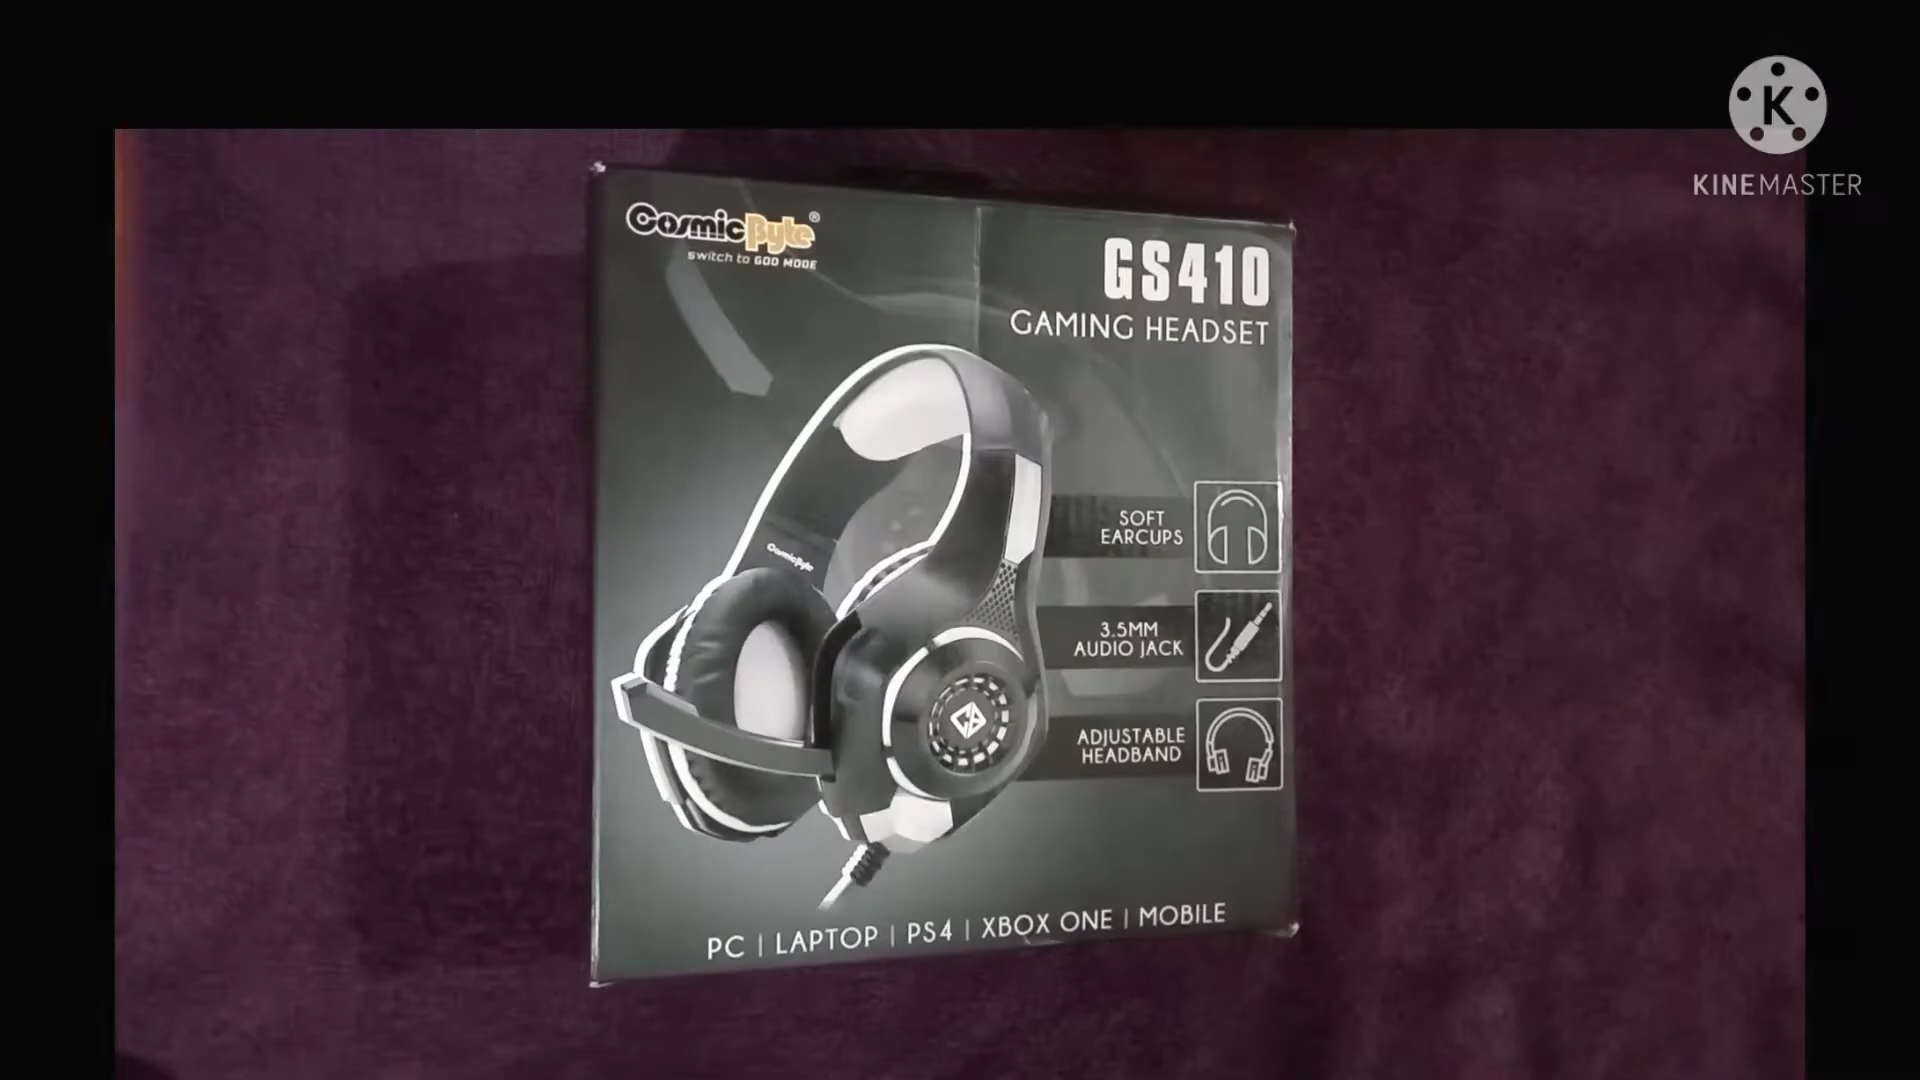 K
KINEMASTER
CosmicByte®
switch to GOD MODE
GS410
GAMING HEADSET
SOFT
EARCUPS
CosmicByte
3.5MM
AUDIO JACK
ADJUSTABLE
HEADBAND
PC | LAPTOP | PS4 | XBOX ONE | MOBILE